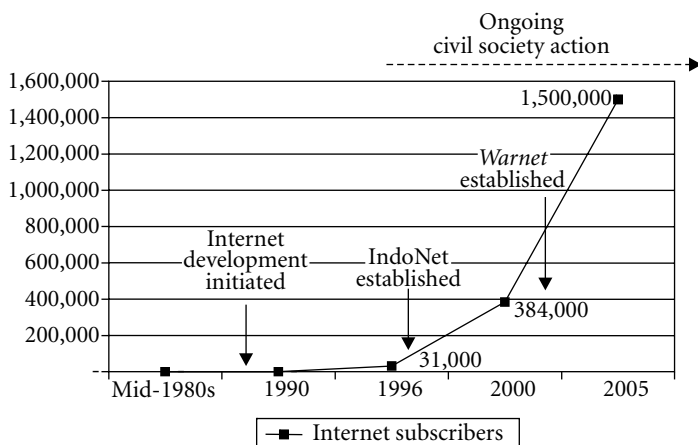 Ongoing
civil society action
1,600,000
1,400,000
1,200,000
1,000,000
800,000
600,000
400,000
200,000
–
1,500,000
Warnet
established
Internet
development
initiated
IndoNet
established
384,000
31,000
Mid-1980s 1990 1996 2000 2005
Internet subscribers